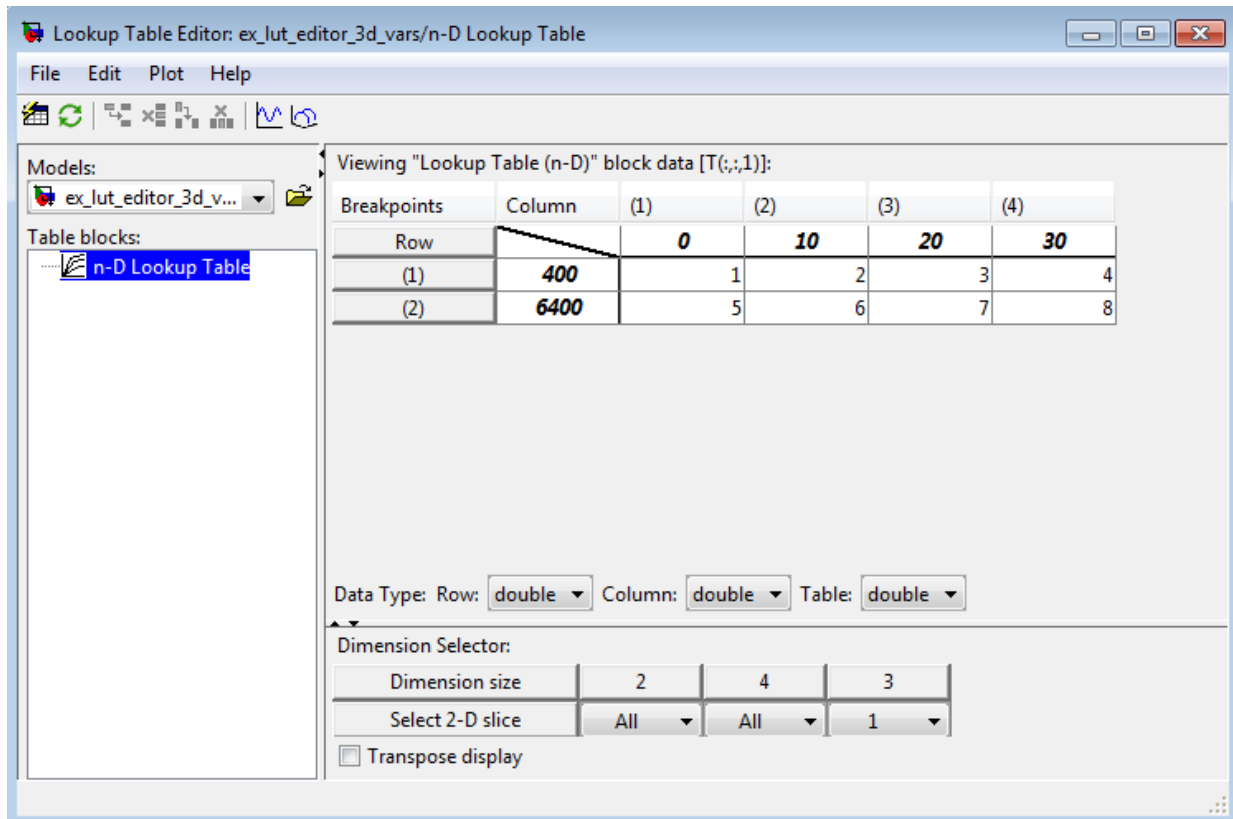 Lookup Table Editor: ex_lut_editor_3d_vars/n-D Lookup Table
File Edit Plot Help
Models:
ex_lut_editor_3d_v...
Table blocks:
n-D Lookup Table
Viewing "Lookup Table (n-D)" block data [T(:,:,1)]:
Breakpoints Column (1) (2) (3) (4)
Row 0 10 20 30
(1) 400 1 2 3 4
(2) 6400 5 6 7 8
Data Type: Row: double Column: double Table: double
Dimension Selector:
Dimension size 2 4 3
Select 2-D slice All All 1
Transpose display